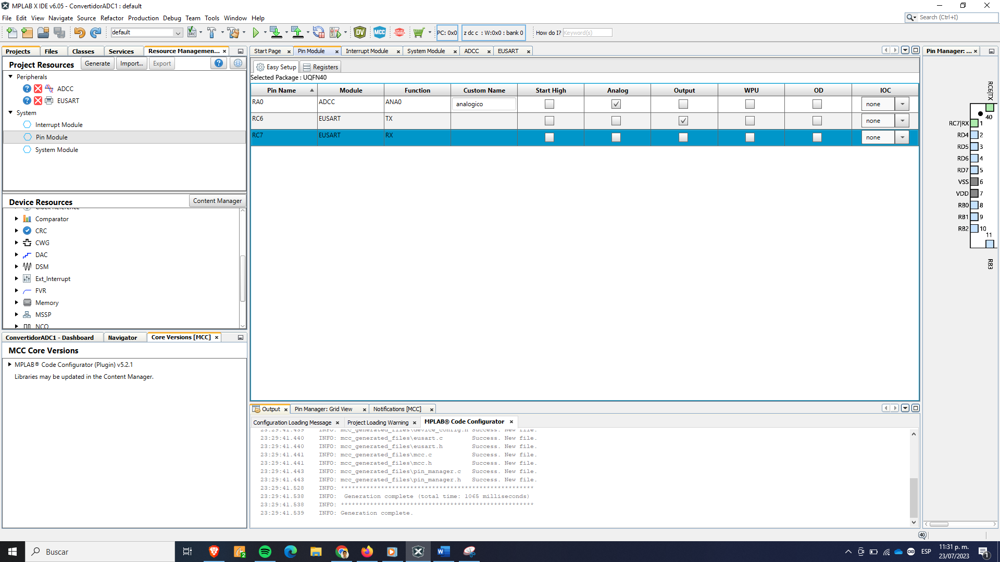 MPLAB X IDE v6.05 - ConvertidorADC1 : default
File Edit View Navigate Source Refactor Production Debug Team Tools Window Help
Search (Ctrl+I)
default
PC: 0x0
z dc c : W:0x0 : bank 0
How do I? Keyword(s)
Projects Files Classes Services Resource Managemen...
Start Page Pin Module Interrupt Module System Module ADCC EUSART
Pin Manager: ...
Project Resources Generate Import... Export
Easy Setup Registers
Selected Package : UQFN40
Peripherals
ADCC
EUSART
System
Interrupt Module
Pin Module
System Module
Pin Name Module Function Custom Name Start High Analog Output WPU OD IOC
RA0 ADCC ANA0 analogico none
RC6 EUSART TX none
RC7 EUSART RX none
RC6|TX
40
RC7|RX 1
RD4 2
RD5 3
RD6 4
RD7 5
VSS 6
VDD 7
RB0 8
RB1 9
RB2 10
11
RB3
Device Resources Content Manager
Clock Reference
Comparator
CRC
CWG
DAC
DSM
Ext_Interrupt
FVR
Memory
MSSP
NCO
ConvertidorADC1 - Dashboard Navigator Core Versions [MCC]
MCC Core Versions
MPLAB® Code Configurator (Plugin) v5.2.1
Libraries may be updated in the Content Manager.
Output Pin Manager: Grid View Notifications [MCC]
Configuration Loading Message Project Loading Warning MPLAB® Code Configurator
23:29:41.439 INFO: mcc_generated_files\device_config.h Success. New file.
23:29:41.440 INFO: mcc_generated_files\eusart.c Success. New file.
23:29:41.440 INFO: mcc_generated_files\eusart.h Success. New file.
23:29:41.441 INFO: mcc_generated_files\mcc.c Success. New file.
23:29:41.441 INFO: mcc_generated_files\mcc.h Success. New file.
23:29:41.443 INFO: mcc_generated_files\pin_manager.c Success. New file.
23:29:41.443 INFO: mcc_generated_files\pin_manager.h Success. New file.
23:29:41.528 INFO: *****************************************************
23:29:41.538 INFO: Generation complete (total time: 1065 milliseconds)
23:29:41.538 INFO: *****************************************************
23:29:41.539 INFO: Generation complete.
40
Buscar
ESP
11:31 p. m.
23/07/2023
1